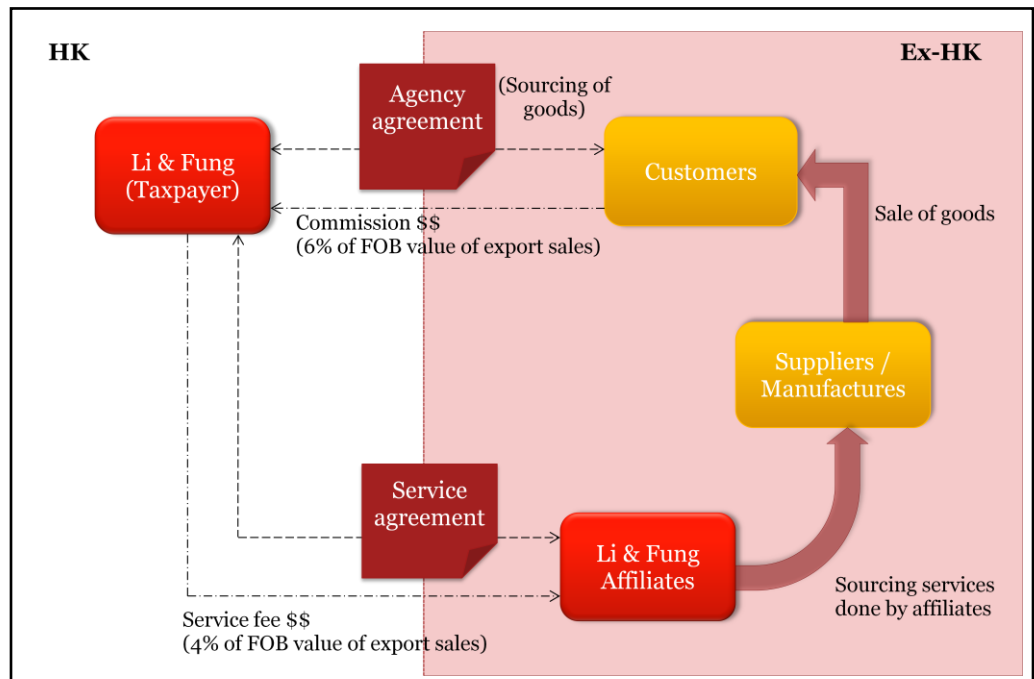 HK
Ex-HK
Agency
agreement
(Sourcing of
goods)
Li & Fung
(Taxpayer)
Customers
Commission $$
(6% of FOB value of export sales)
Sale of goods
Suppliers /
Manufactures
Service
agreement
Li & Fung
Affiliates
Sourcing services
done by affiliates
Service fee $$
(4% of FOB value of export sales)